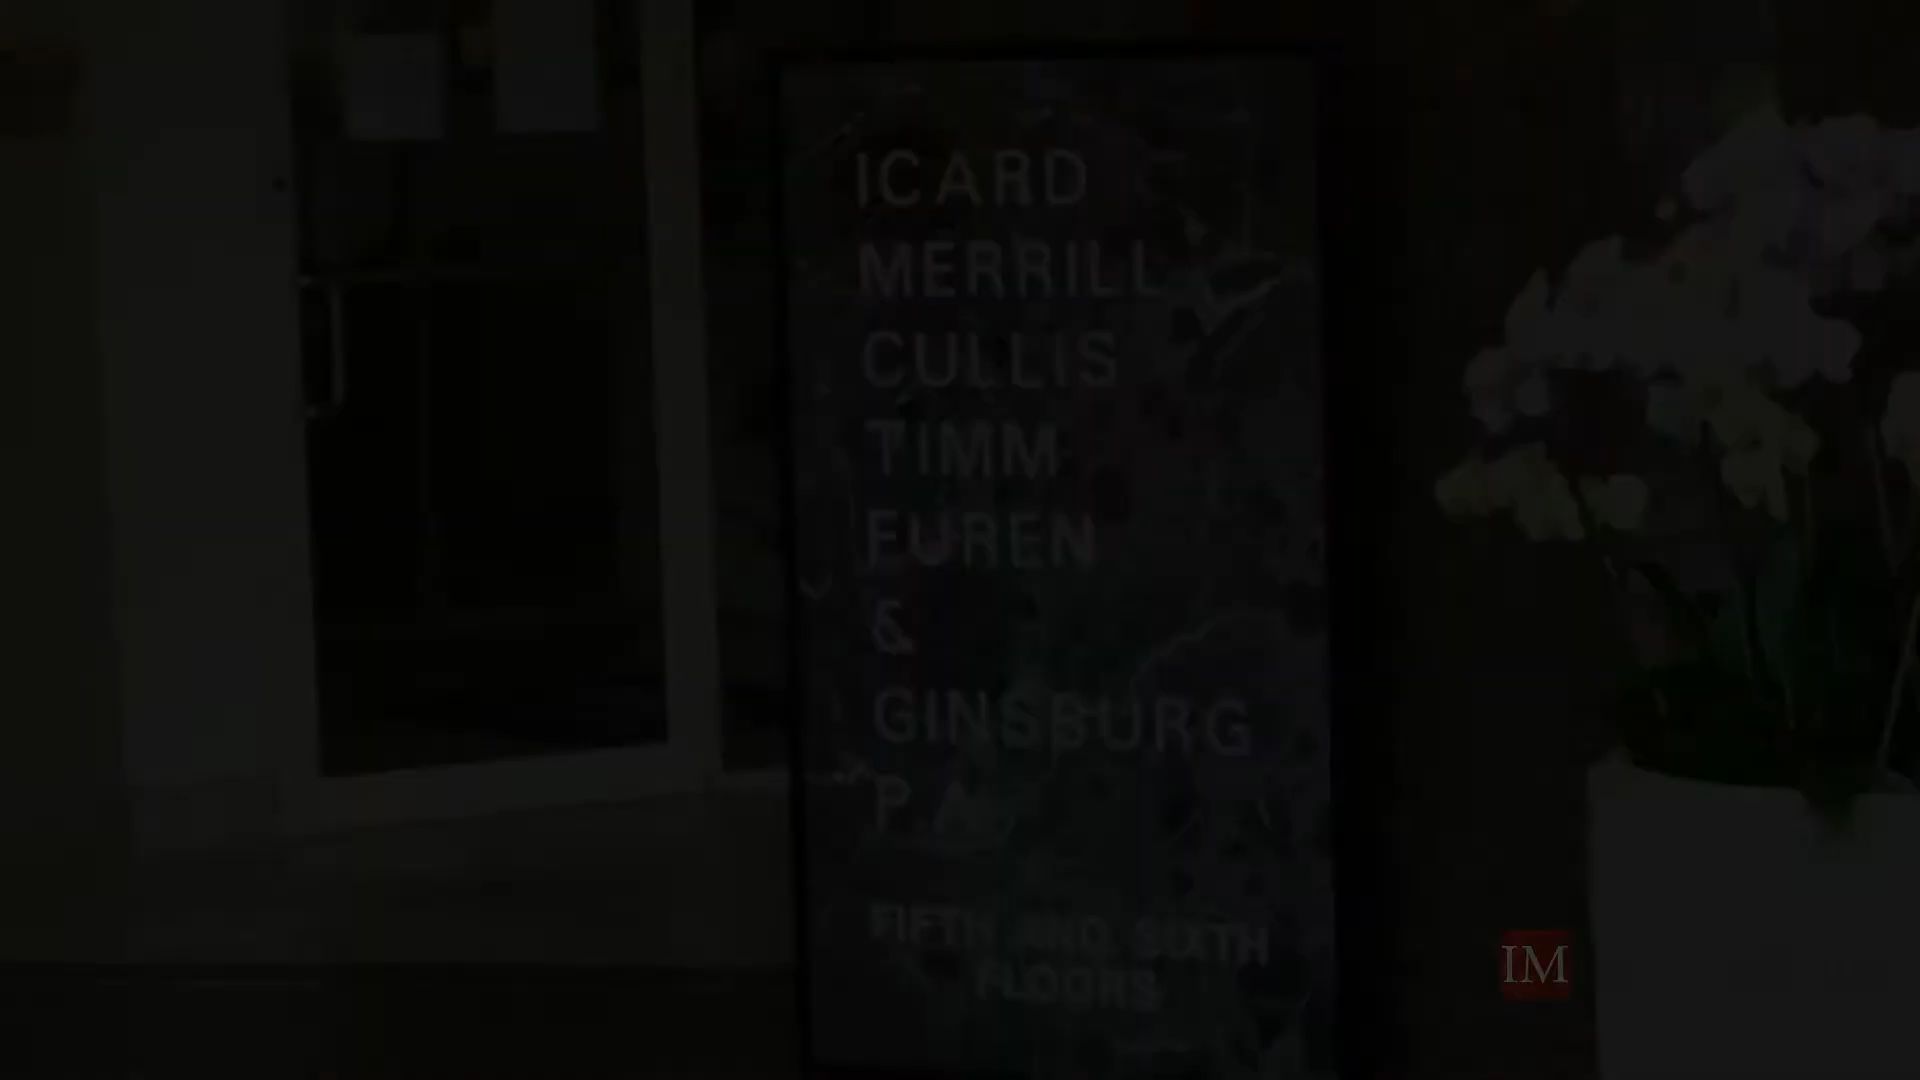 ICARD
MERRILL
CULLIS
TIMM
FUREN
&
GINSBURG
P.A.
FIFTH AND SIXTH
FLOORS
IM